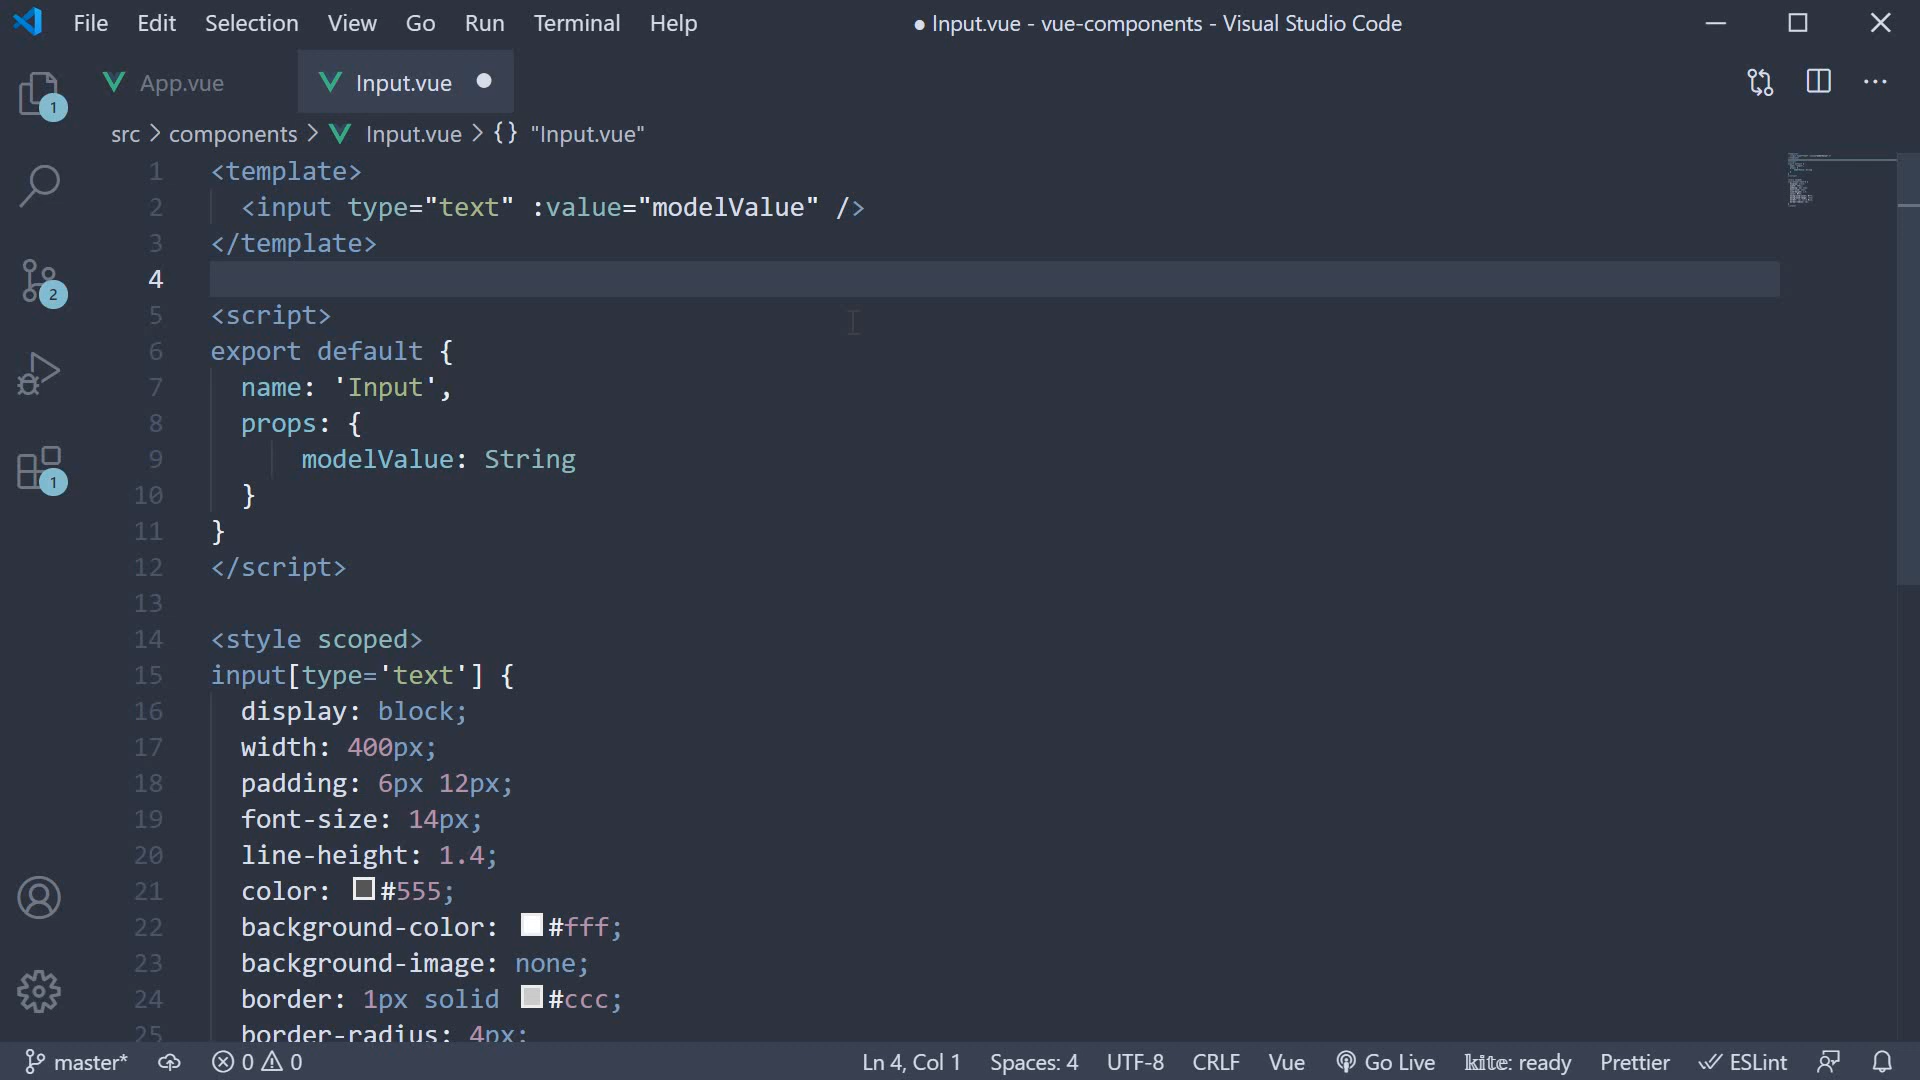 File Edit Selection View Go Run Terminal Help ● Input.vue - vue-components - Visual Studio Code
App.vue Input.vue
1
src > components > Input.vue > {} "Input.vue"
1 <template>
2 <input type="text" :value="modelValue" />
3 </template>
4
2
5 <script>
6 export default {
7 name: 'Input',
8 props: {
9 modelValue: String
1
10 }
11 }
12 </script>
13
14 <style scoped>
15 input[type='text'] {
16 display: block;
17 width: 400px;
18 padding: 6px 12px;
19 font-size: 14px;
20 line-height: 1.4;
21 color: #555;
22 background-color: #fff;
23 background-image: none;
24 border: 1px solid #ccc;
25 border-radius: 4px;
master* 0 0 Ln 4, Col 1 Spaces: 4 UTF-8 CRLF Vue Go Live kite: ready Prettier ESLint